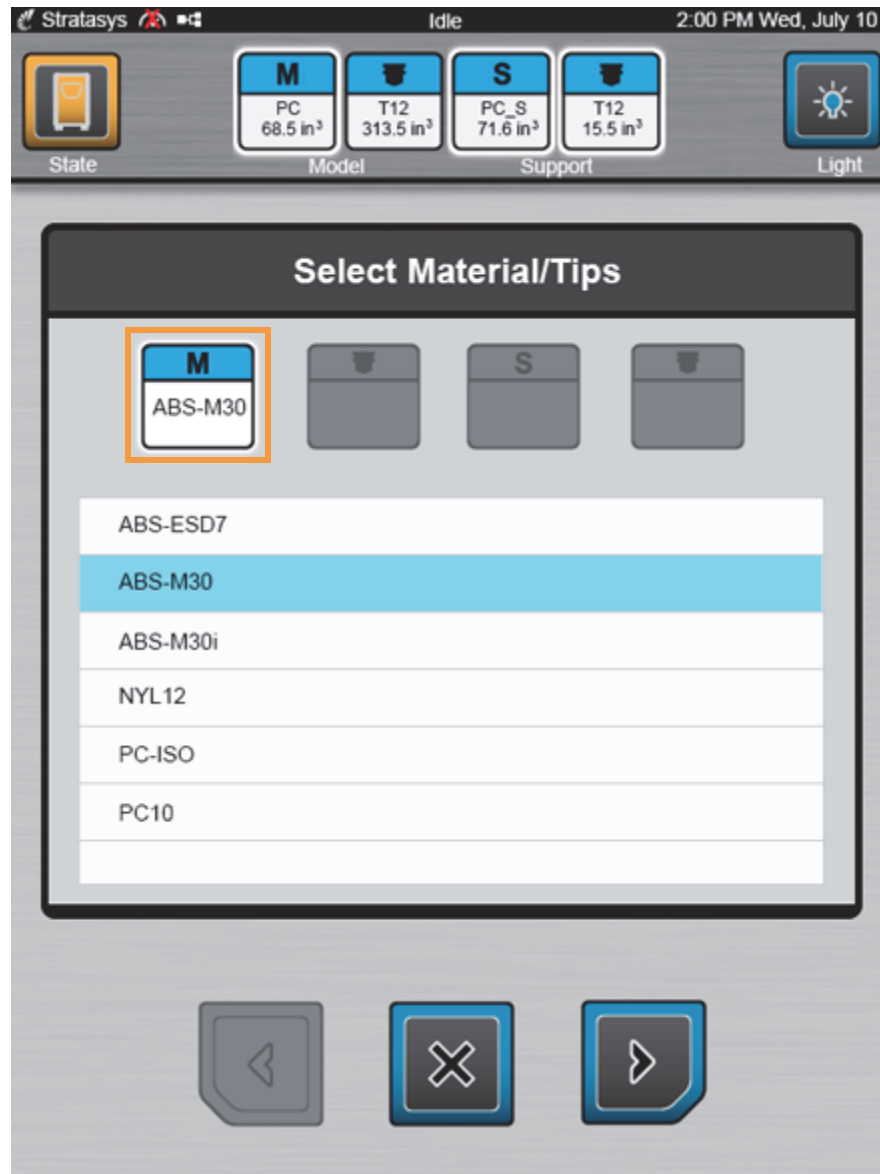 Stratasys Idle 2:00 PM Wed, July 10
M S
PC T12 PC_S T12
68.5 in³ 313.5 in³ 71.6 in³ 15.5 in³
State Model Support Light
Select Material/Tips
M S
ABS-M30
ABS-ESD7
ABS-M30
ABS-M30i
NYL12
PC-ISO
PC10